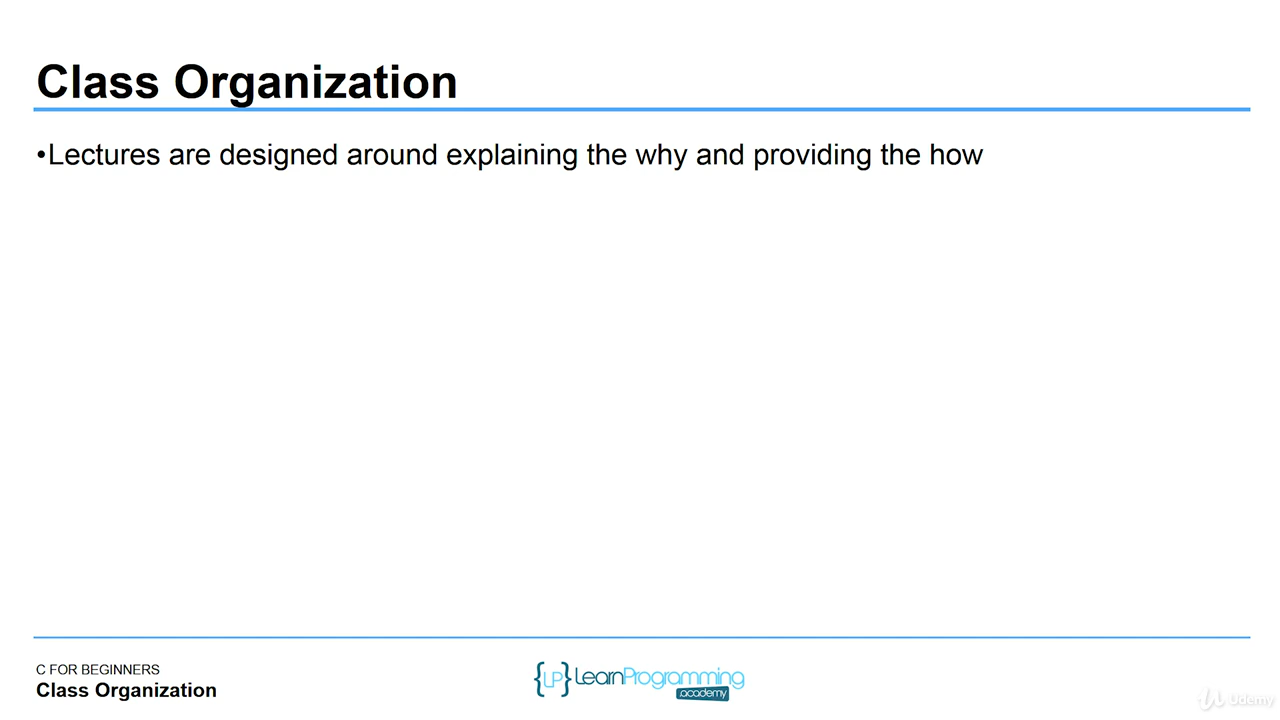 Class Organization
•Lectures are designed around explaining the why and providing the how
C FOR BEGINNERS
Class Organization
{LP}LearnProgramming
.academy
Udemy